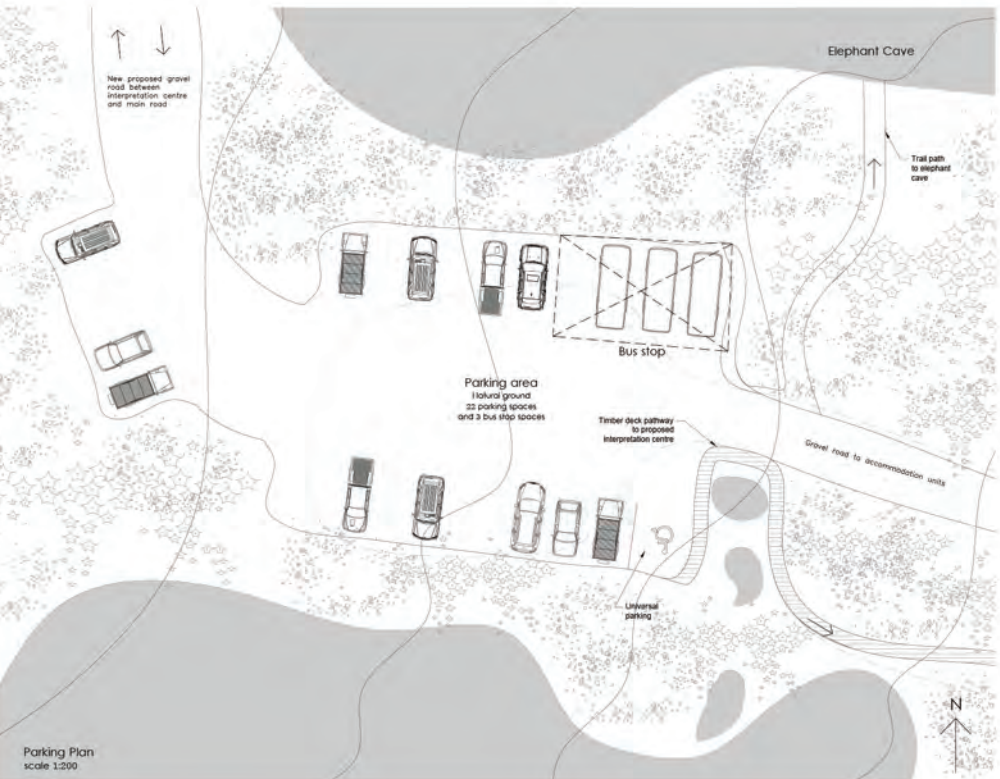 Elephant Cave
New proposed gravel
road between
interpretation centre
and main road
Trail path
to elephant
cave
Bus stop
Parking area
Natural ground
22 parking spaces
and 3 bus stop spaces
Timber deck pathway
to proposed
interpretation centre
Gravel road to accommodation units
Universal
parking
N
Parking Plan
scale 1:200